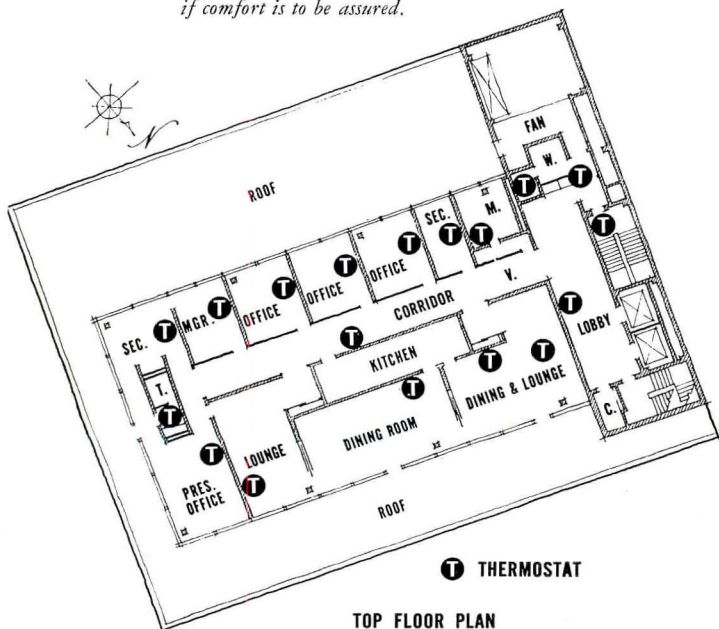 if comfort is to be assured.
N
ROOF
FAN
W.
T
T
T
SEC.
M.
T
T
OFFICE
T
OFFICE
T
OFFICE
T
MGR.
T
SEC.
T
CORRIDOR
V.
T
LOBBY
T
KITCHEN
T
T
DINING & LOUNGE
T
DINING ROOM
C.
T.
T
T
LOUNGE
T
PRES.
OFFICE
ROOF
T THERMOSTAT
TOP FLOOR PLAN